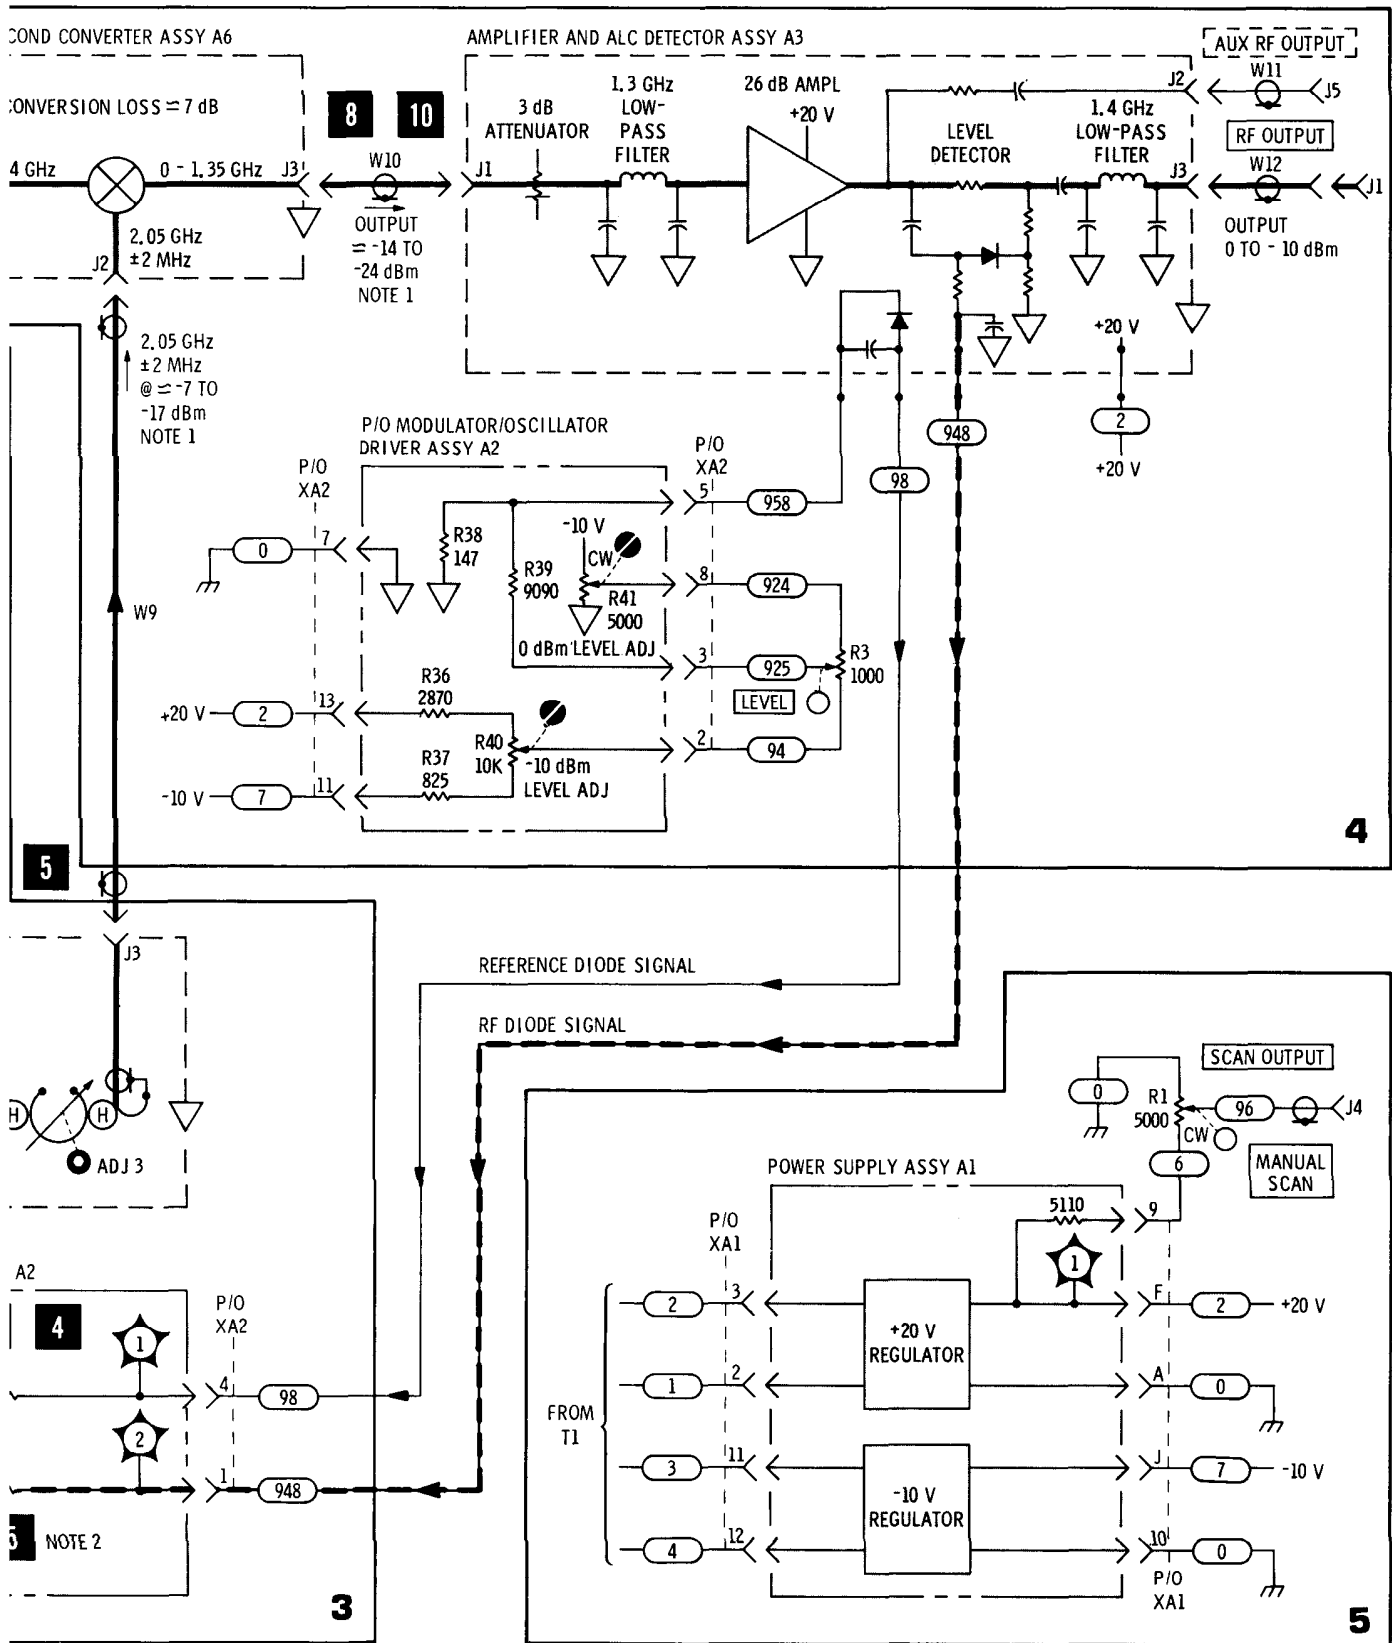 COND CONVERTER ASSY A6
CONVERSION LOSS ≈ 7 dB
4 GHz
0 - 1.35 GHz
J3
2.05 GHz
±2 MHz
J2
8
10
W10
OUTPUT
≈ -14 TO
-24 dBm
NOTE 1
AMPLIFIER AND ALC DETECTOR ASSY A3
J1
3 dB
ATTENUATOR
1.3 GHz
LOW-
PASS
FILTER
26 dB AMPL
+20 V
LEVEL
DETECTOR
1.4 GHz
LOW-PASS
FILTER
J2
J3
AUX RF OUTPUT
W11
J5
RF OUTPUT
W12
J1
OUTPUT
0 TO -10 dBm
2.05 GHz
±2 MHz
@ ≈ -7 TO
-17 dBm
NOTE 1
+20 V
2
+20 V
948
98
P/O MODULATOR/OSCILLATOR
DRIVER ASSY A2
P/O
XA2
P/O
XA2
5
958
7
0
R38
147
R39
9090
-10 V
CW
R41
5000
8
924
0 dBm LEVEL ADJ
3
925
R3
1000
LEVEL
W9
R36
2870
+20 V
2
13
R40
10K
-10 dBm
LEVEL ADJ
2
94
R37
825
-10 V
7
11
4
5
J3
REFERENCE DIODE SIGNAL
RF DIODE SIGNAL
H
H
ADJ 3
SCAN OUTPUT
0
R1
5000
96
J4
CW
6
MANUAL
SCAN
POWER SUPPLY ASSY A1
P/O
XA1
5110
9
1
A2
4
1
P/O
XA2
4
98
2
1
948
NOTE 2
3
FROM
T1
2
3
+20 V
REGULATOR
F
2
+20 V
1
2
A
0
3
11
-10 V
REGULATOR
J
7
-10 V
4
12
10
0
P/O
XA1
5